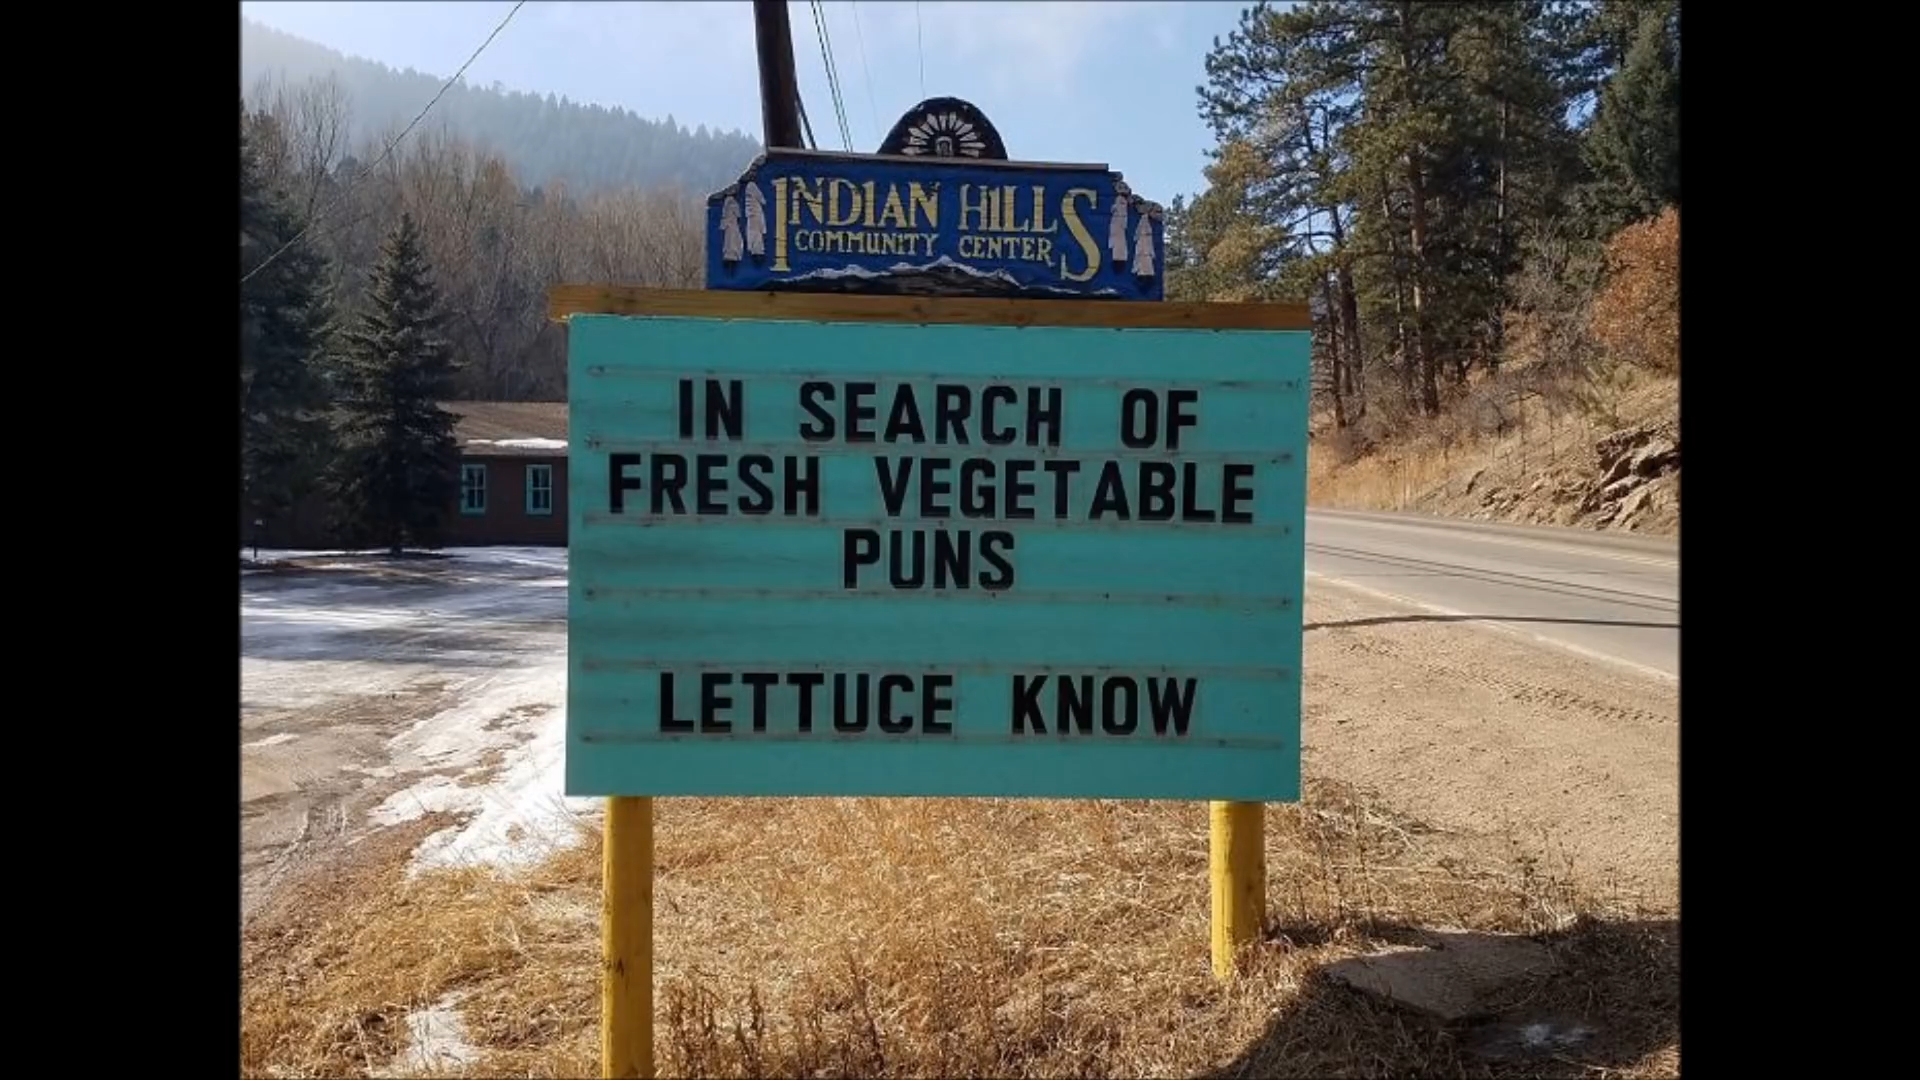 INDIAN HILLS
COMMUNITY CENTER
IN SEARCH OF
FRESH VEGETABLE
PUNS
LETTUCE KNOW